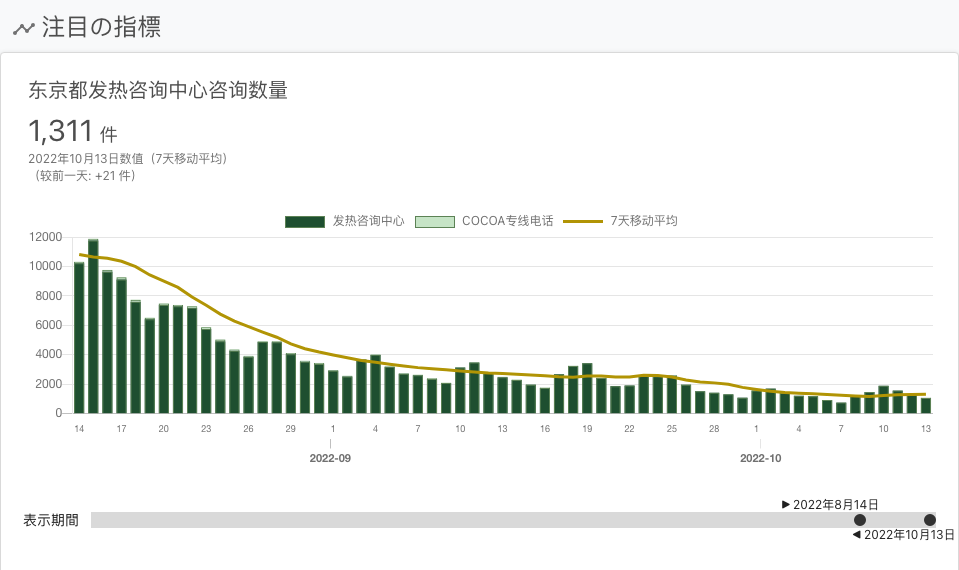 注目の指標
东京都发热咨询中心咨询数量
1,311 件
2022年10月13日数值（7天移动平均）
（较前一天: +21 件）
发热咨询中心 COCOA专线电话 7天移动平均
12000
10000
8000
6000
4000
2000
0
14 17 20 23 26 29 1 4 7 10 13 16 19 22 25 28 1 4 7 10 13
2022-09 2022-10
▶ 2022年8月14日
表示期間
◀ 2022年10月13日